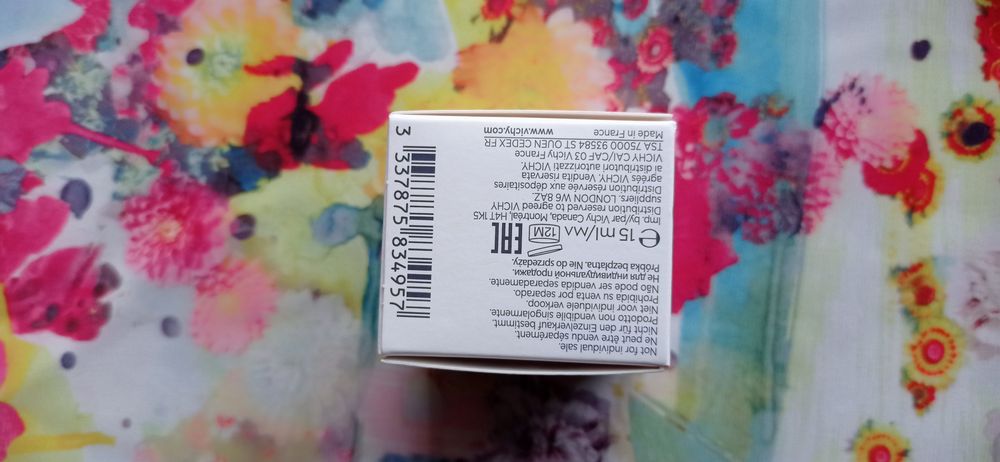 Not for individual sale.
Ne peut être vendu séparément.
Nicht für den Einzelverkauf bestimmt.
Prodotto non vendibile singolarmente.
Niet voor individuele verkoop.
Prohibida su venta por separado.
Não pode ser vendida separadamente.
Не для индивидуальной продажи.
Próbka bezpłatna. Nie do sprzedaży.
12M EAC
e 15 ml/мл
Imp. by/par Vichy Canada, Montréal, H4T 1K5
Distribution reserved to agreed VICHY
suppliers. LONDON W6 8AZ.
Distribution réservée aux dépositaires
agréés VICHY. Vendita riservata
ai distributori autorizzati VICHY.
VICHY CAI/CAF 03 Vichy France
TSA 75000 93584 ST OUEN CEDEX FR
Made in France www.vichy.com
3 337875 834957